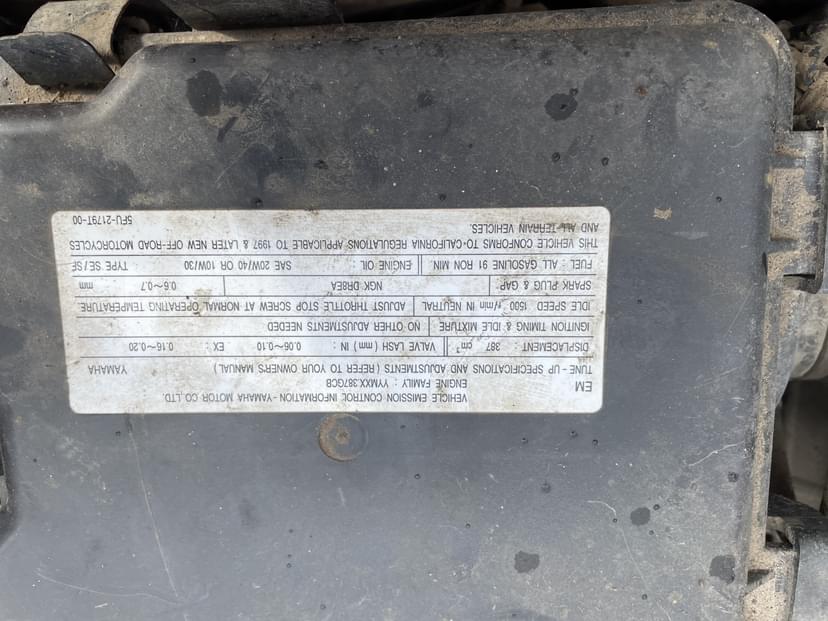 VEHICLE EMISSION CONTROL INFORMATION - YAMAHA MOTOR CO.LTD.
EM ENGINE FAMILY : YYMXX.387GCB
TUNE - UP SPECIFICATIONS AND ADJUSTMENTS ( REFER TO YOUR OWNERS MANUAL) YAMAHA
DISPLACEMENT : 387 cm³ VALVE LASH ( mm ) : IN : 0.06~0.10 EX : 0.16~0.20
IGNITION TIMING & IDLE MIXTURE NO OTHER ADJUSTMENTS NEEDED
IDLE SPEED 1500 r/min IN NEUTRAL ADJUST THROTTLE STOP SCREW AT NORMAL OPERATING TEMPERATURE
SPARK PLUG & GAP: NGK DR8EA 0.6~0.7 mm
FUEL : ALL : GASOLINE 91 RON MIN. ENGINE OIL : SAE 20W/40 OR 10W/30 TYPE SE/SF
THIS VEHICLE CONFORMS TO CALIFORNIA REGULATIONS APPLICABLE TO 1997 & LATER NEW OFF-ROAD MOTORCYCLES
AND ALL-TERRAIN VEHICLES. 5FU-2179T-00